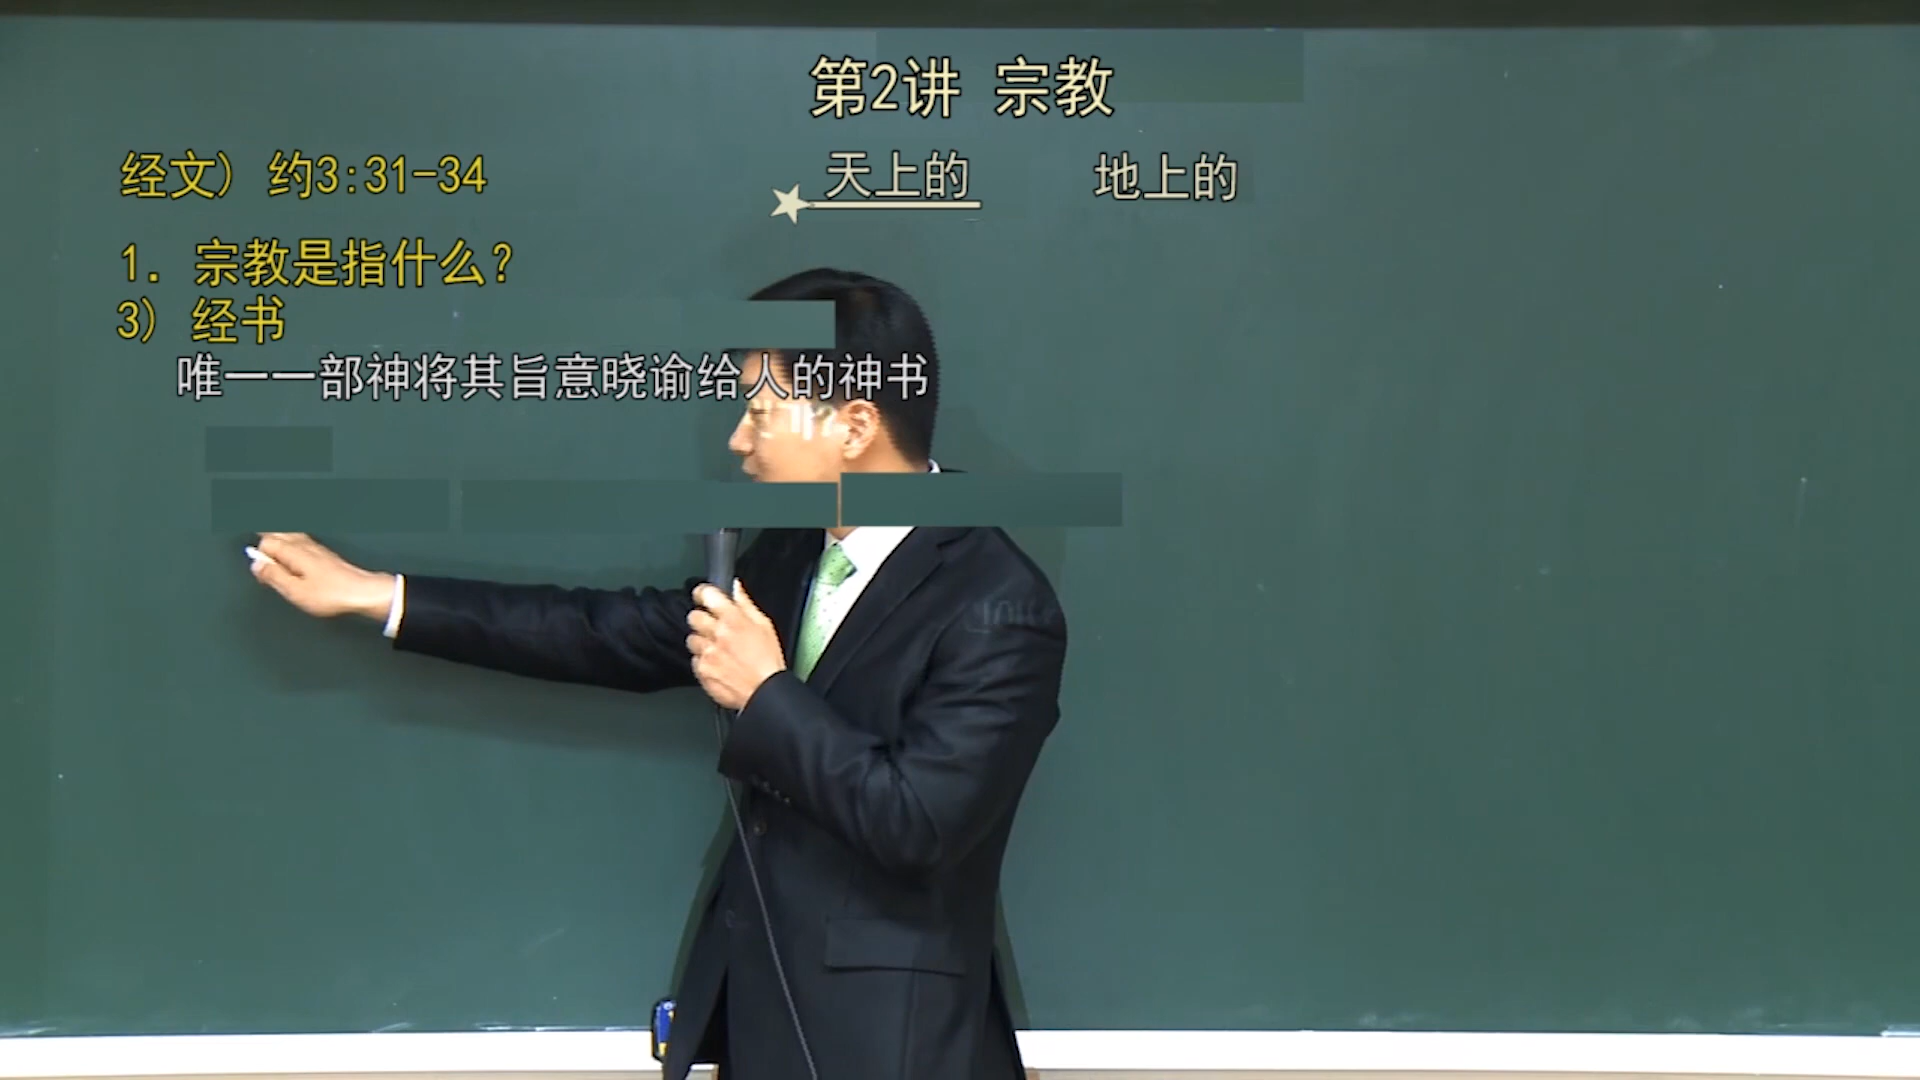 第2讲 宗教
经文) 约3:31-34
天上的 地上的
1. 宗教是指什么?
3) 经书
唯一一部神将其旨意晓谕给人的神书